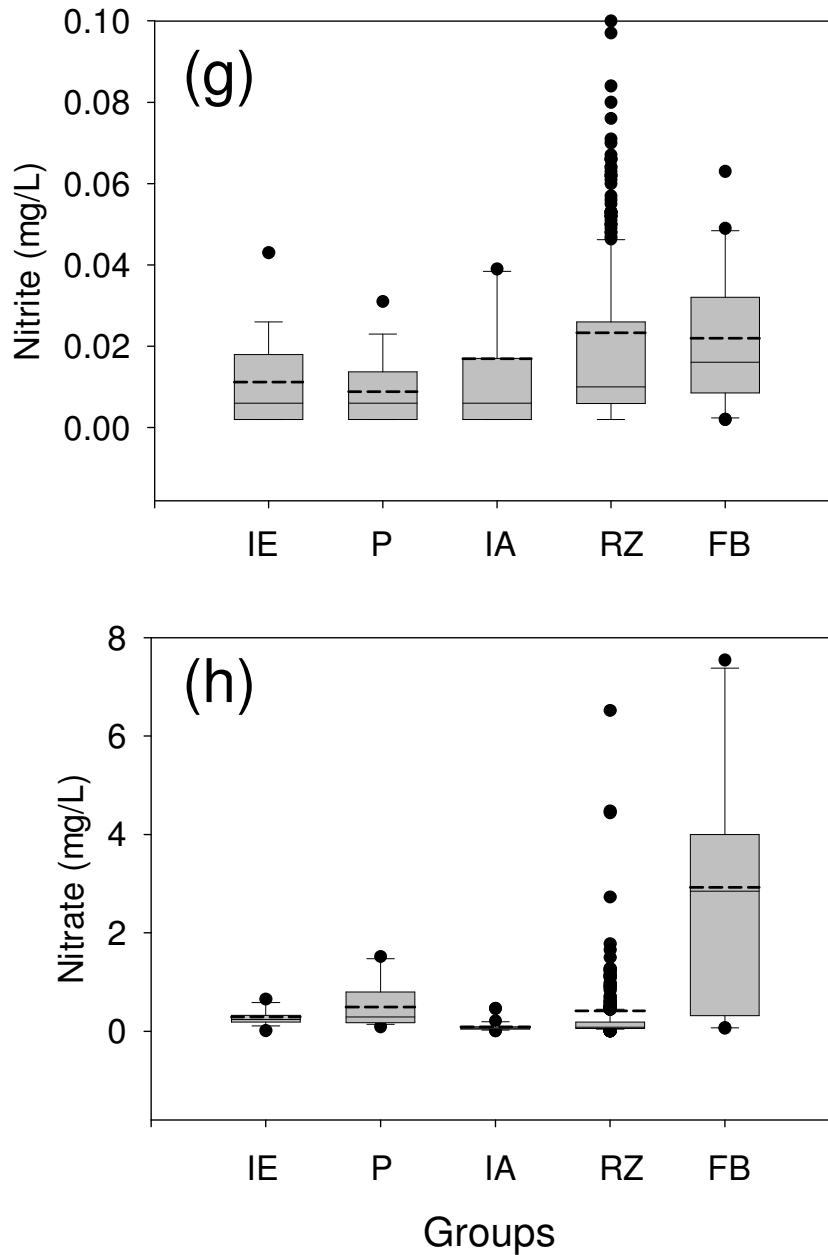 (g)
Nitrite (mg/L)
0.10
0.08
0.06
0.04
0.02
0.00
IE P IA RZ FB
(h)
Nitrate (mg/L)
8
6
4
2
0
IE P IA RZ FB
Groups